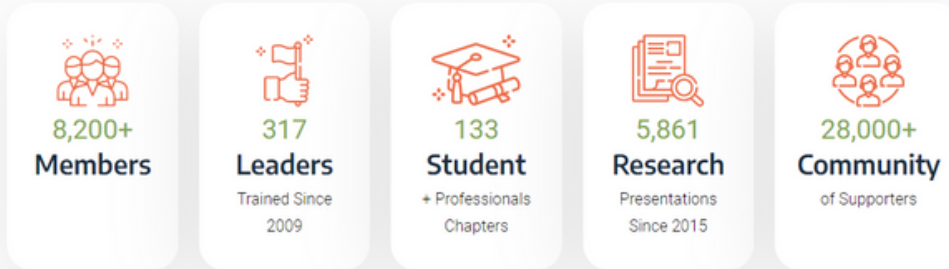 8,200+
Members
317
Leaders
Trained Since
2009
133
Student
+ Professionals
Chapters
5,861
Research
Presentations
Since 2015
28,000+
Community
of Supporters